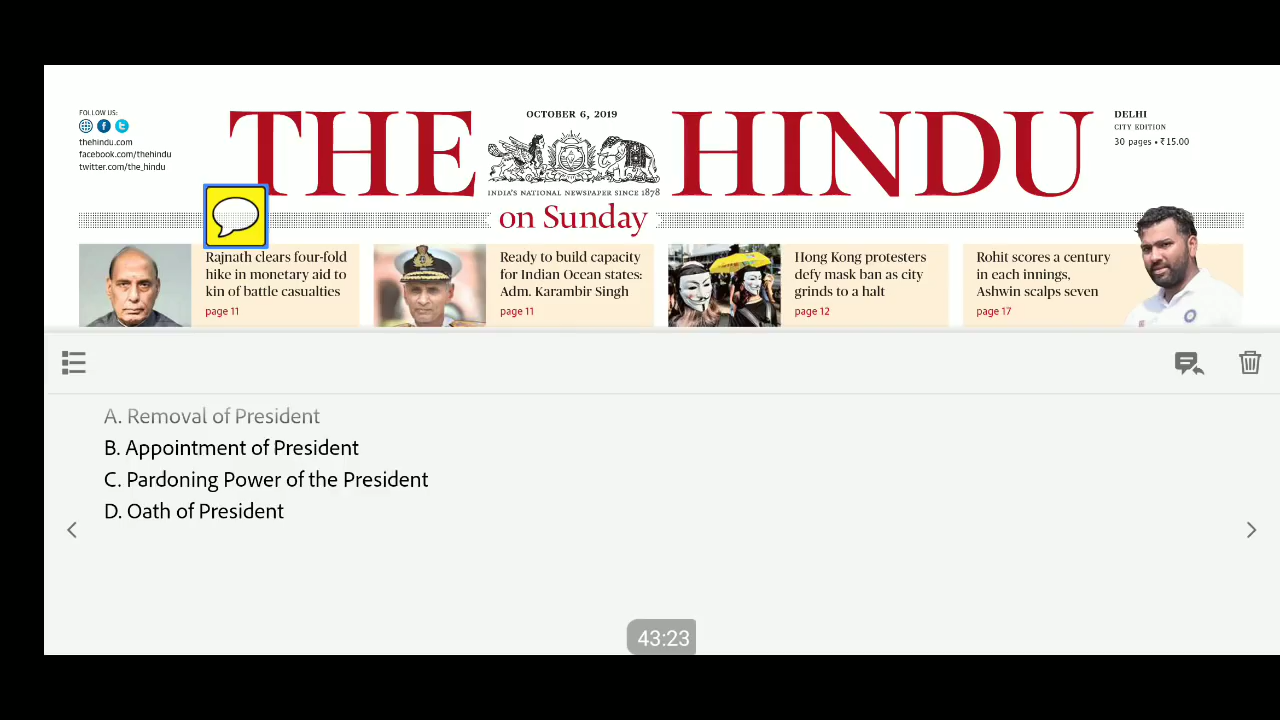 FOLLOW US:
thehindu.com
facebook.com/thehindu
twitter.com/the_hindu
THE HINDU
OCTOBER 6, 2019
INDIA'S NATIONAL NEWSPAPER SINCE 1878
on Sunday
DELHI
CITY EDITION
30 pages • ₹15.00
Rajnath clears four-fold
hike in monetary aid to
kin of battle casualties
page 11
Ready to build capacity
for Indian Ocean states:
Adm. Karambir Singh
page 11
Hong Kong protesters
defy mask ban as city
grinds to a halt
page 12
Rohit scores a century
in each innings,
Ashwin scalps seven
page 17
A. Removal of President
B. Appointment of President
C. Pardoning Power of the President
D. Oath of President
43:23